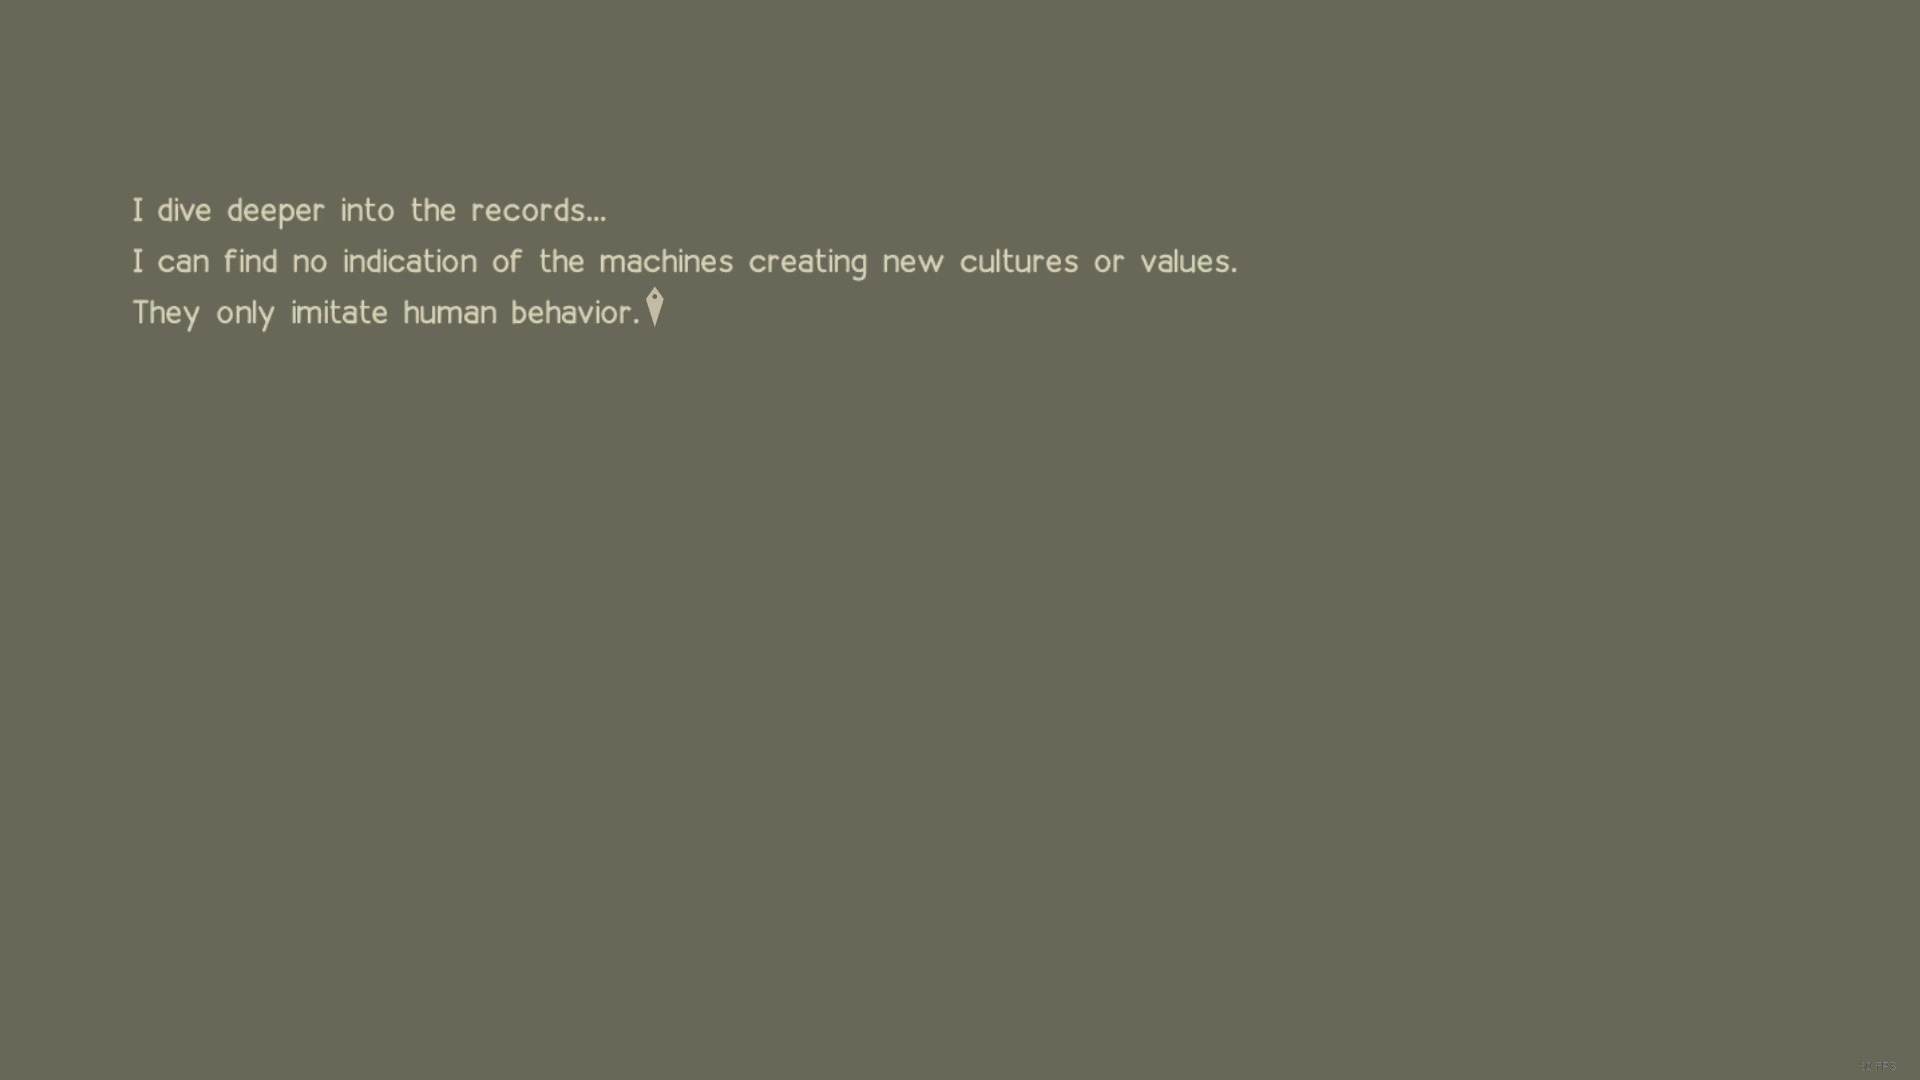 I dive deeper into the records...
I can find no indication of the machines creating new cultures or values.
They only imitate human behavior.